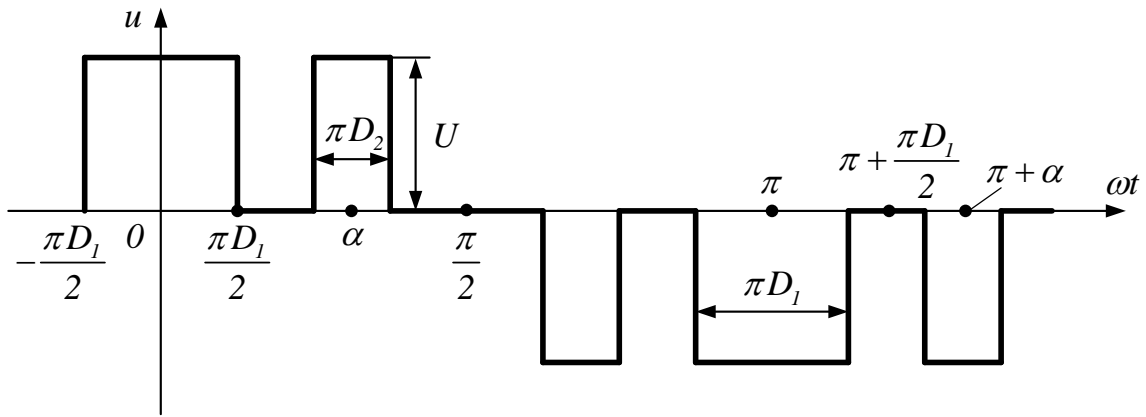 u
πD₂
U
π
π + πD₁/2
π + α
ωt
-πD₁/2
0
πD₁/2
α
π/2
πD₁